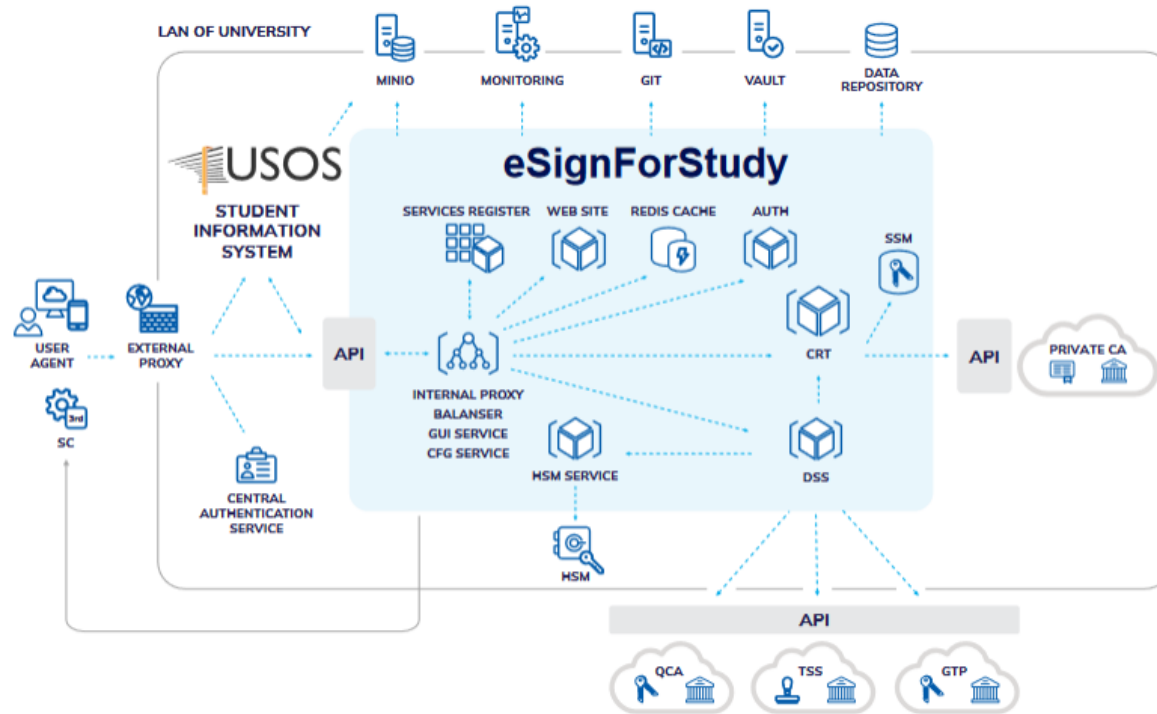 LAN OF UNIVERSITY
MINIO
MONITORING
GIT
VAULT
DATA
REPOSITORY
USOS
STUDENT
INFORMATION
SYSTEM
eSignForStudy
SERVICES REGISTER
WEB SITE
REDIS CACHE
AUTH
SSM
USER
AGENT
EXTERNAL
PROXY
API
INTERNAL PROXY
BALANSER
GUI SERVICE
CFG SERVICE
CRT
API
PRIVATE CA
3rd
SC
CENTRAL
AUTHENTICATION
SERVICE
HSM SERVICE
DSS
HSM
API
QCA
TSS
GTP